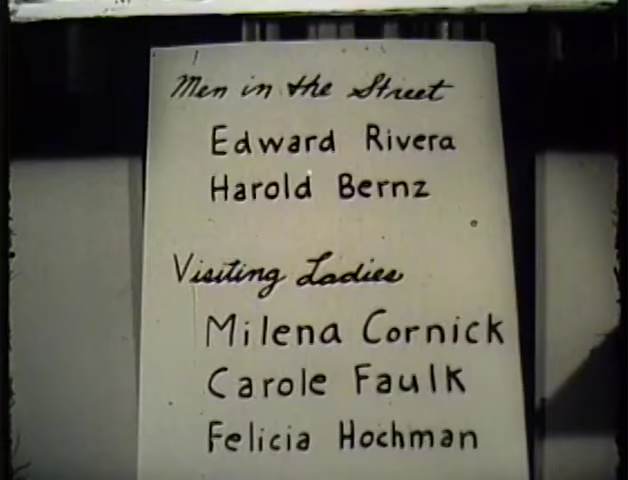 Men in the Street
Edward Rivera
Harold Bernz
Visiting Ladies
Milena Cornick
Carole Faulk
Felicia Hochman